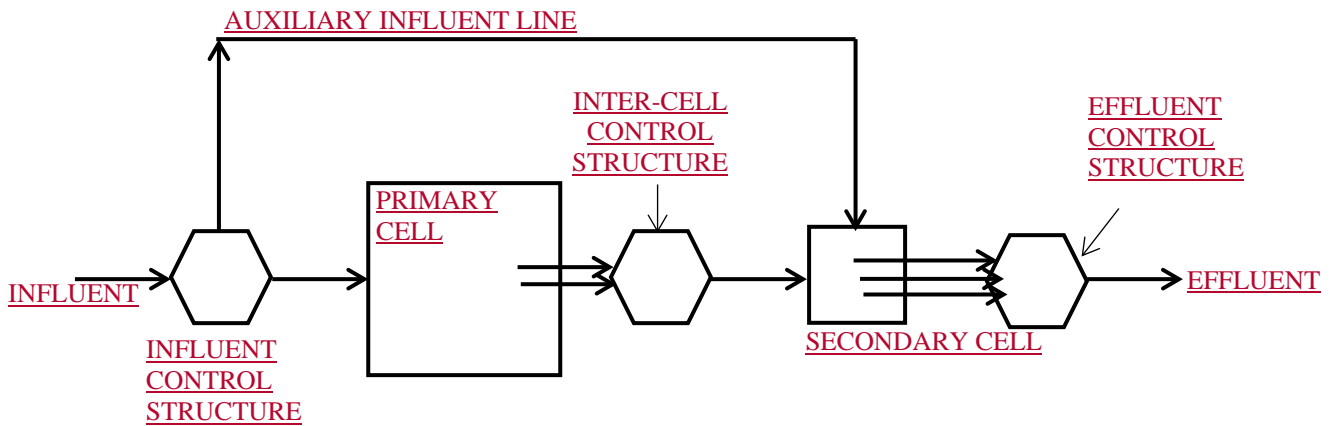 AUXILIARY INFLUENT LINE
INTER-CELL
CONTROL
STRUCTURE
EFFLUENT
CONTROL
STRUCTURE
PRIMARY
CELL
INFLUENT
EFFLUENT
SECONDARY CELL
INFLUENT
CONTROL
STRUCTURE